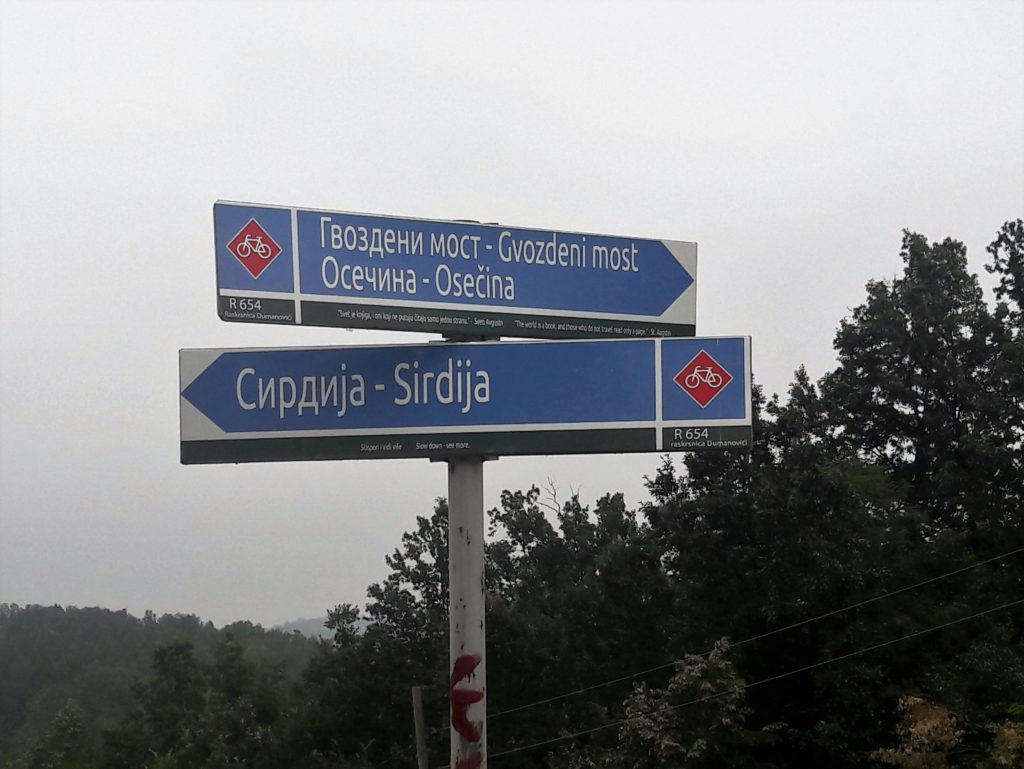 Гвоздени мост - Gvozdeni most
Осечина - Osečina
R 654
Raskrsnica Dumanovići
"Svet je knjiga, i oni koji ne putuju čitaju samo jednu stranu." - Sveti Avgustin "The world is a book, and those who do not travel read only a page." - St. Augustin
Сирдија - Sirdija
Uspori i vidi više Slow down - see more.
R 654
raskrsnica Dumanovići